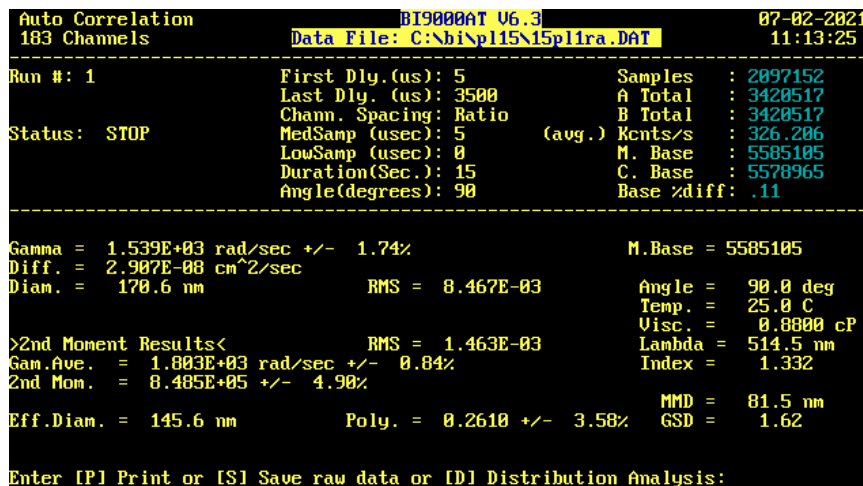 Auto Correlation BI9000AT V6.3 07-02-2021
183 Channels Data File: C:\bi\pl15\15pl1ra.DAT 11:13:25
Run #: 1 First Dly.(us): 5 Samples : 2097152
Last Dly. (us): 3500 A Total : 3420517
Chann. Spacing: Ratio B Total : 3420517
Status: STOP MedSamp (usec): 5 (avg.) Kcnts/s : 326.206
LowSamp (usec): 0 M. Base : 5585105
Duration(Sec.): 15 C. Base : 5578965
Angle(degrees): 90 Base %diff: .11
Gamma = 1.539E+03 rad/sec +/- 1.74% M.Base = 5585105
Diff. = 2.907E-08 cm^2/sec
Diam. = 170.6 nm RMS = 8.467E-03 Angle = 90.0 deg
Temp. = 25.0 C
Visc. = 0.8800 cP
>2nd Moment Results< RMS = 1.463E-03 Lambda = 514.5 nm
Gam.Ave. = 1.803E+03 rad/sec +/- 0.84% Index = 1.332
2nd Mom. = 8.485E+05 +/- 4.90%
MMD = 81.5 nm
Eff.Diam. = 145.6 nm Poly. = 0.2610 +/- 3.58% GSD = 1.62
Enter [P] Print or [S] Save raw data or [D] Distribution Analysis: